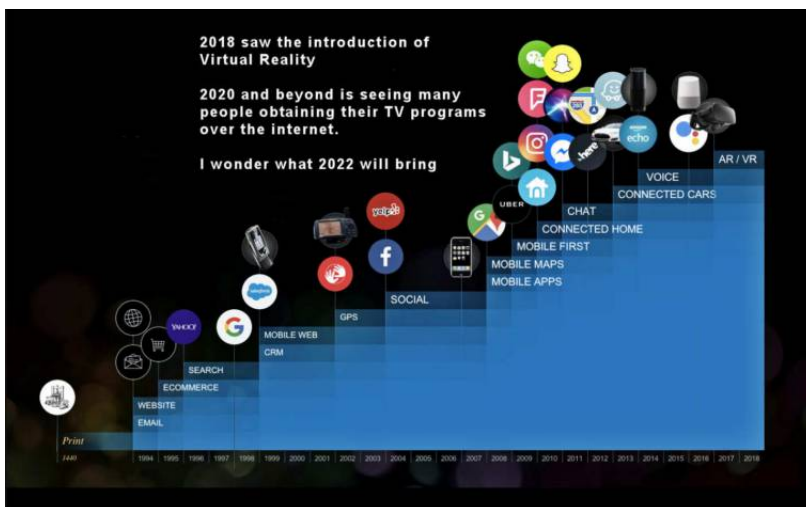 2018 saw the introduction of
Virtual Reality
2020 and beyond is seeing many
people obtaining their TV programs
over the internet.
I wonder what 2022 will bring
AR / VR
VOICE
CONNECTED CARS
CHAT
CONNECTED HOME
MOBILE FIRST
MOBILE MAPS
MOBILE APPS
SOCIAL
GPS
MOBILE WEB
CRM
SEARCH
ECOMMERCE
WEBSITE
EMAIL
Print
YAHOO!
G
salesforce
yelp
f
UBER
.here
amazon
echo
1440 1994 1995 1996 1997 1998 1999 2000 2001 2002 2003 2004 2005 2006 2007 2008 2009 2010 2011 2012 2013 2014 2015 2016 2017 2018